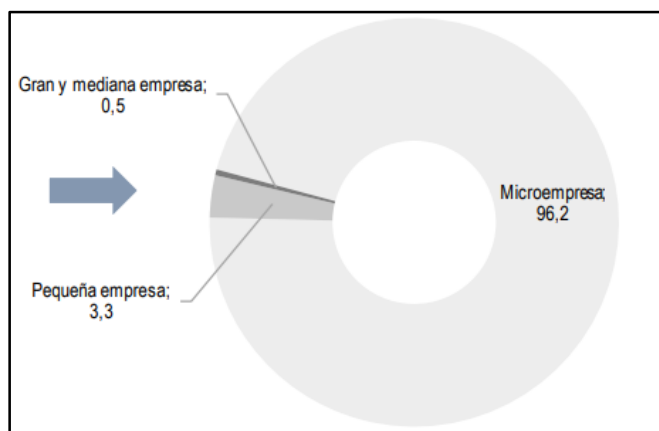 Gran y mediana empresa;
0,5
Microempresa;
96,2
Pequeña empresa;
3,3